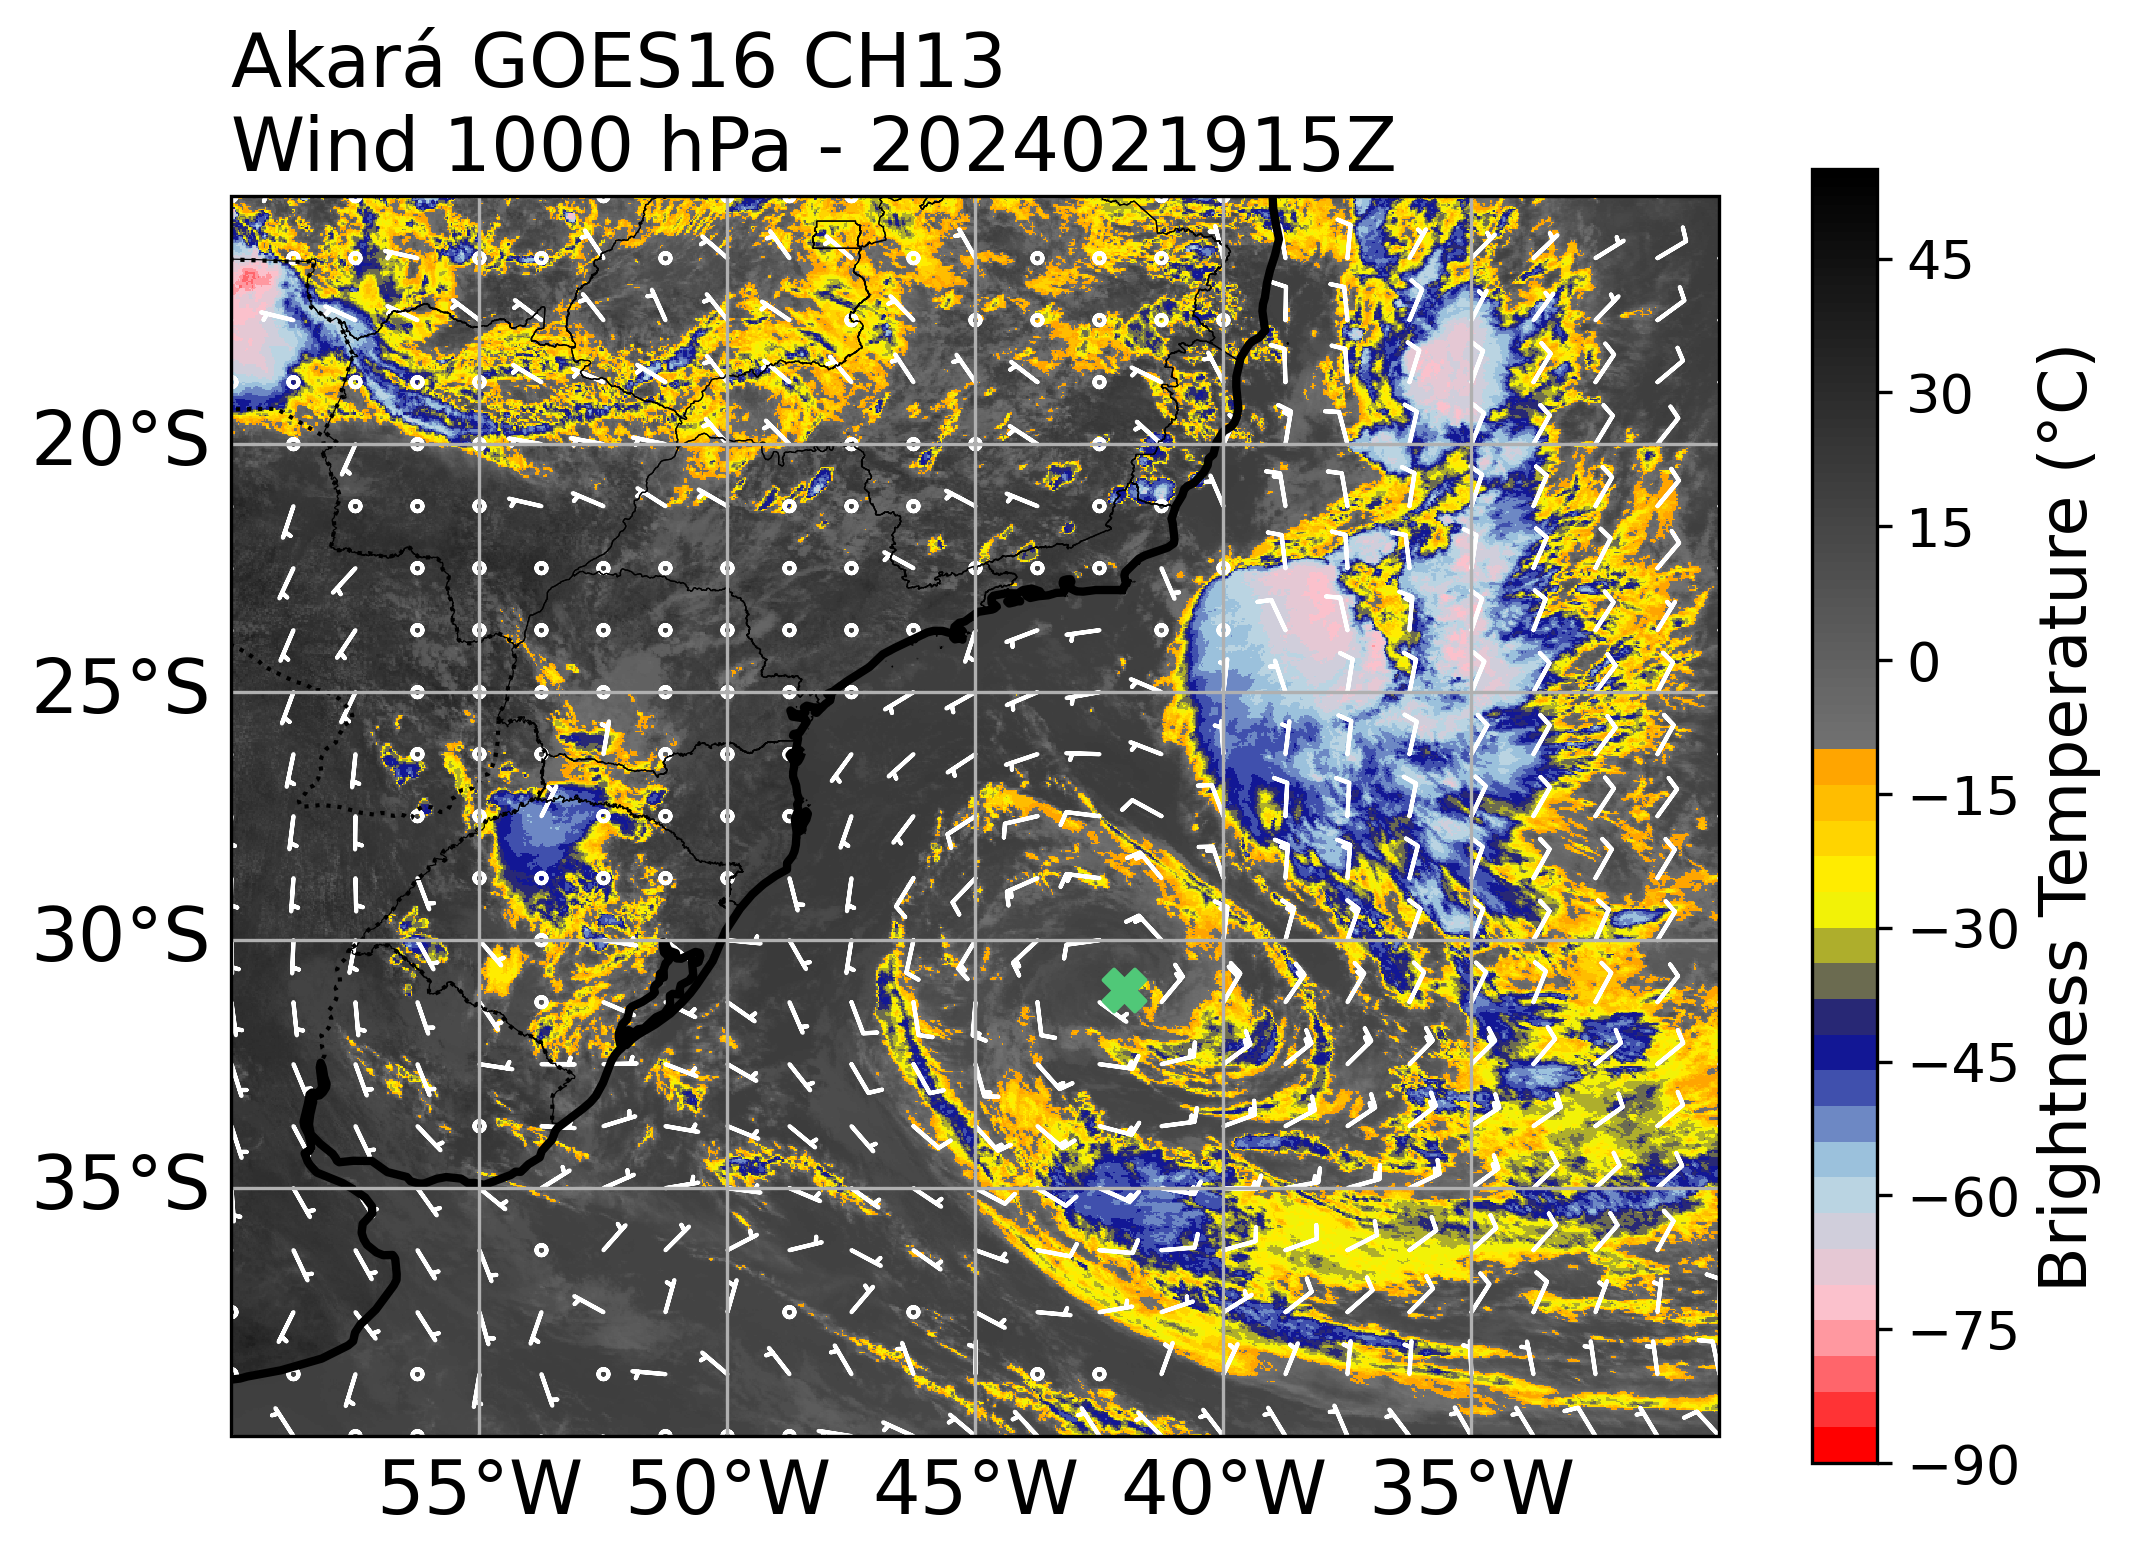 Akará GOES16 CH13
Wind 1000 hPa - 2024021915Z
20°S
25°S
30°S
35°S
55°W 50°W 45°W 40°W 35°W
45
30
15
0
−15
−30
−45
−60
−75
−90
Brightness Temperature (°C)